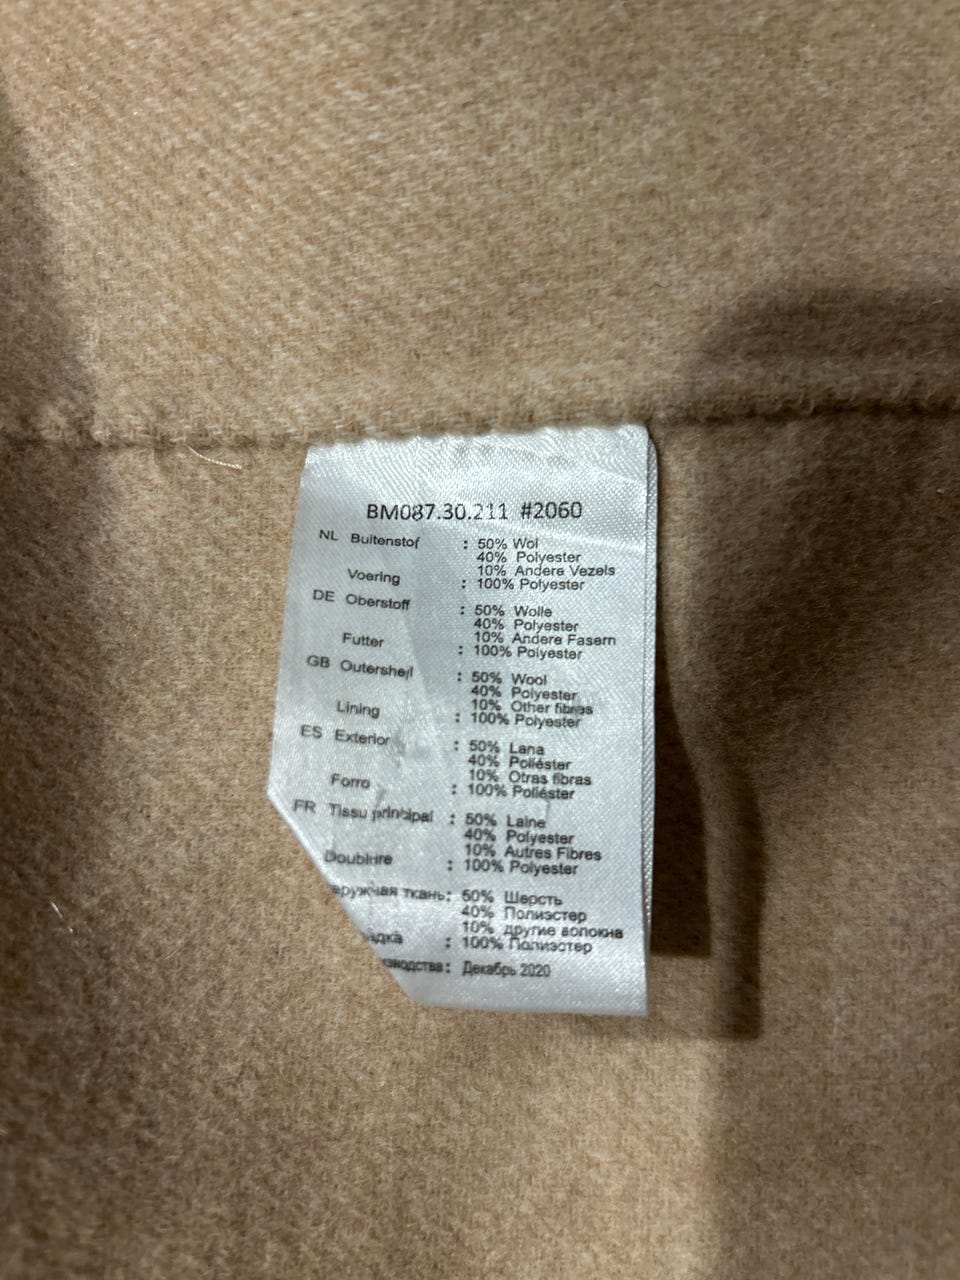 BM087.30.211 #2060
NL Buitenstof : 50% Wol
40% Polyester
10% Andere Vezels
Voering : 100% Polyester
DE Oberstoff : 50% Wolle
40% Polyester
10% Andere Fasern
Futter : 100% Polyester
GB Outershell : 50% Wool
40% Polyester
10% Other fibres
Lining : 100% Polyester
ES Exterior : 50% Lana
40% Poliéster
10% Otras fibras
Forro : 100% Poliéster
FR Tissu principal : 50% Laine
40% Polyester
10% Autres Fibres
Doublure : 100% Polyester
ткань: 50% Шерсть
40% Полиэстер
10% другие волокна
: 100% Полиэстер
: Декабрь 2020